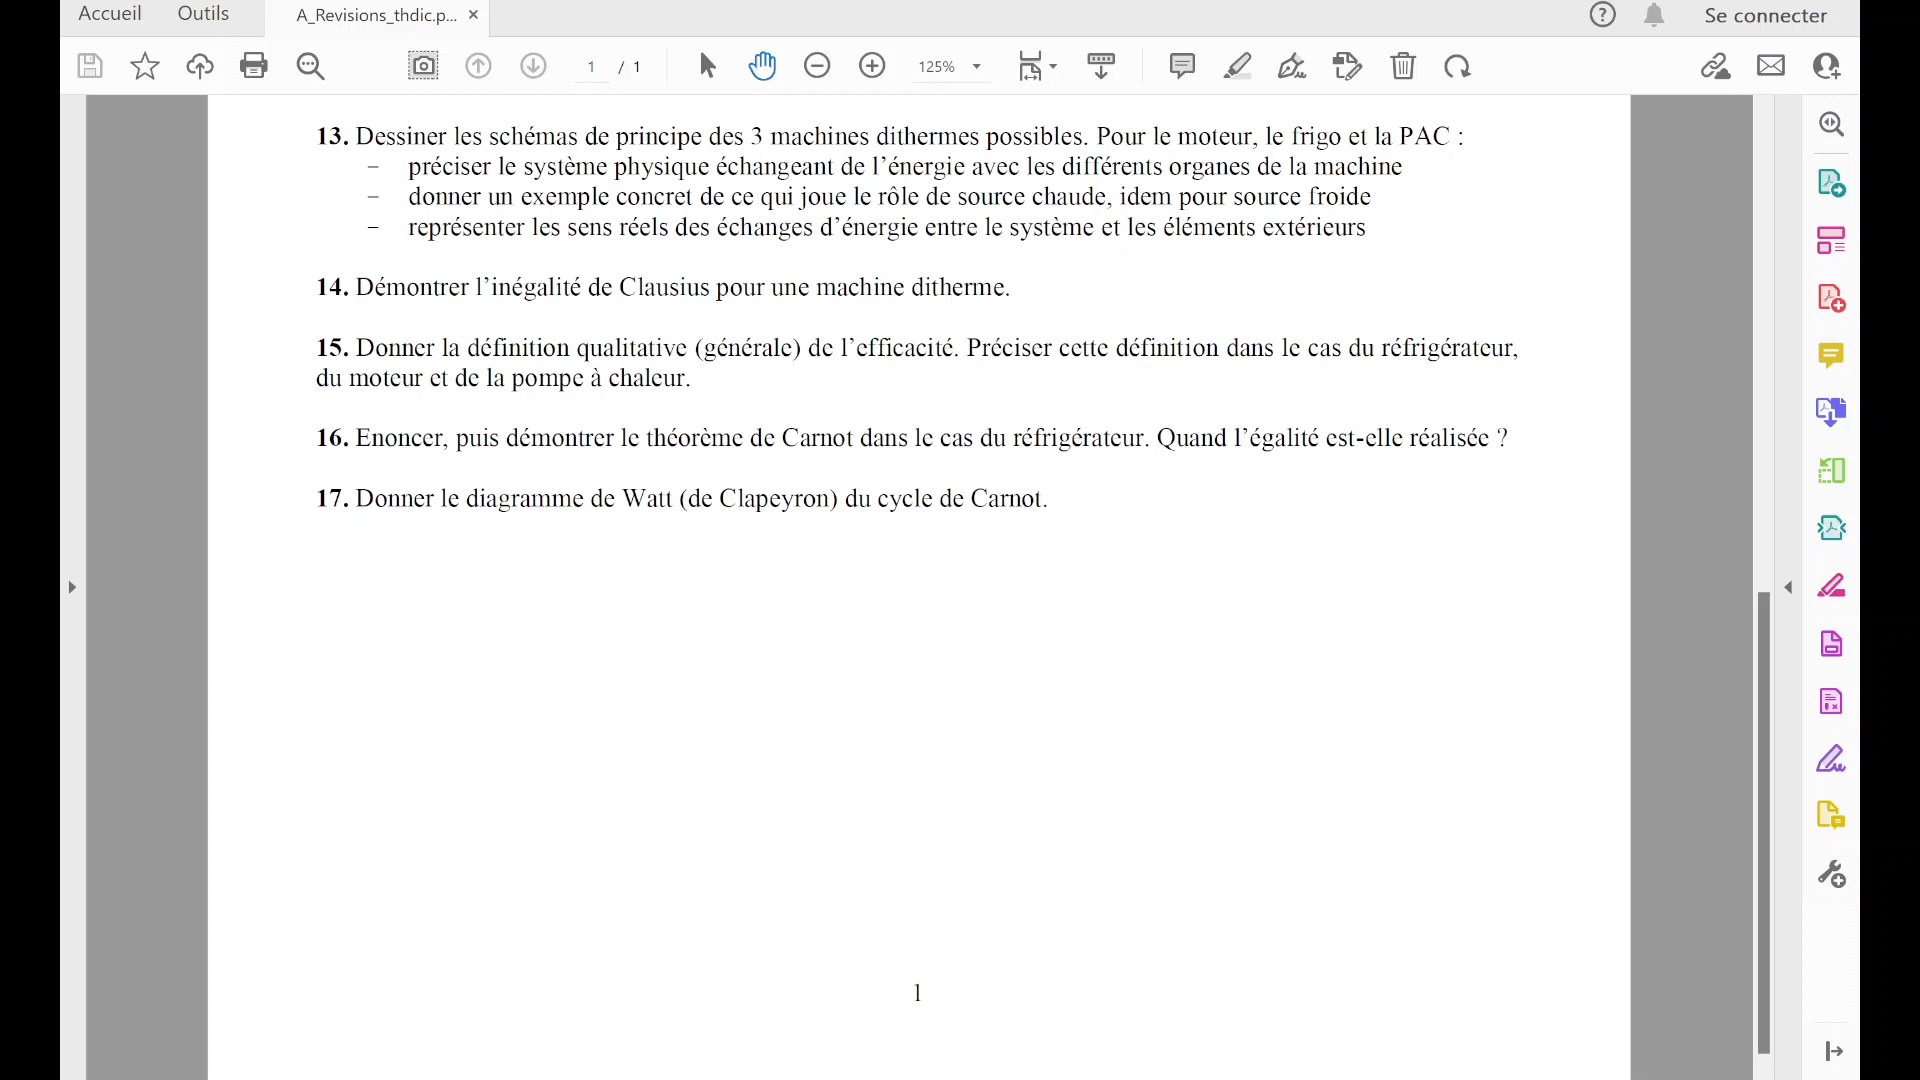 Accueil Outils A_Revisions_thdic.p... × Se connecter
1 / 1 125%
13. Dessiner les schémas de principe des 3 machines dithermes possibles. Pour le moteur, le frigo et la PAC :
– préciser le système physique échangeant de l’énergie avec les différents organes de la machine
– donner un exemple concret de ce qui joue le rôle de source chaude, idem pour source froide
– représenter les sens réels des échanges d’énergie entre le système et les éléments extérieurs
14. Démontrer l’inégalité de Clausius pour une machine ditherme.
15. Donner la définition qualitative (générale) de l’efficacité. Préciser cette définition dans le cas du réfrigérateur,
du moteur et de la pompe à chaleur.
16. Enoncer, puis démontrer le théorème de Carnot dans le cas du réfrigérateur. Quand l’égalité est-elle réalisée ?
17. Donner le diagramme de Watt (de Clapeyron) du cycle de Carnot.
1